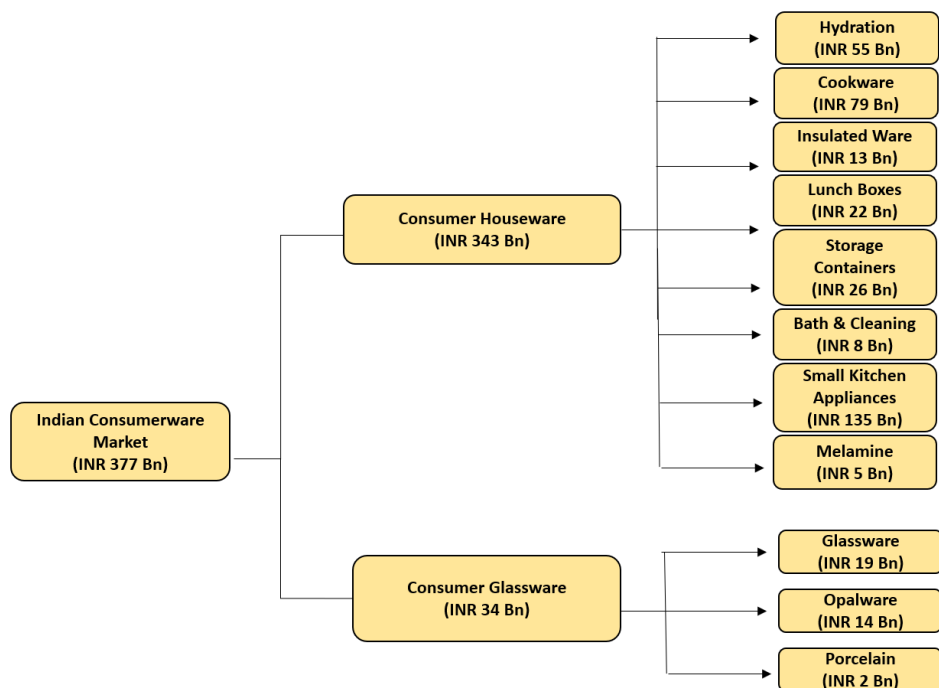 Hydration
(INR 55 Bn)
Cookware
(INR 79 Bn)
Insulated Ware
(INR 13 Bn)
Lunch Boxes
(INR 22 Bn)
Consumer Houseware
(INR 343 Bn)
Storage
Containers
(INR 26 Bn)
Bath & Cleaning
(INR 8 Bn)
Small Kitchen
Appliances
(INR 135 Bn)
Indian Consumerware
Market
(INR 377 Bn)
Melamine
(INR 5 Bn)
Glassware
(INR 19 Bn)
Consumer Glassware
(INR 34 Bn)
Opalware
(INR 14 Bn)
Porcelain
(INR 2 Bn)